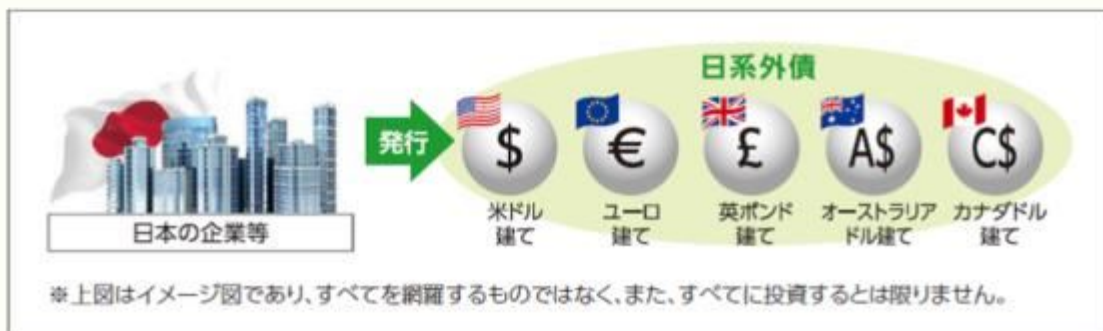 日系外債
発行
$
€
£
A$
C$
日本の企業等
米ドル
建て
ユーロ
建て
英ポンド
建て
オーストラリア
ドル建て
カナダドル
建て
※上図はイメージ図であり、すべてを網羅するものではなく、また、すべてに投資するとは限りません。